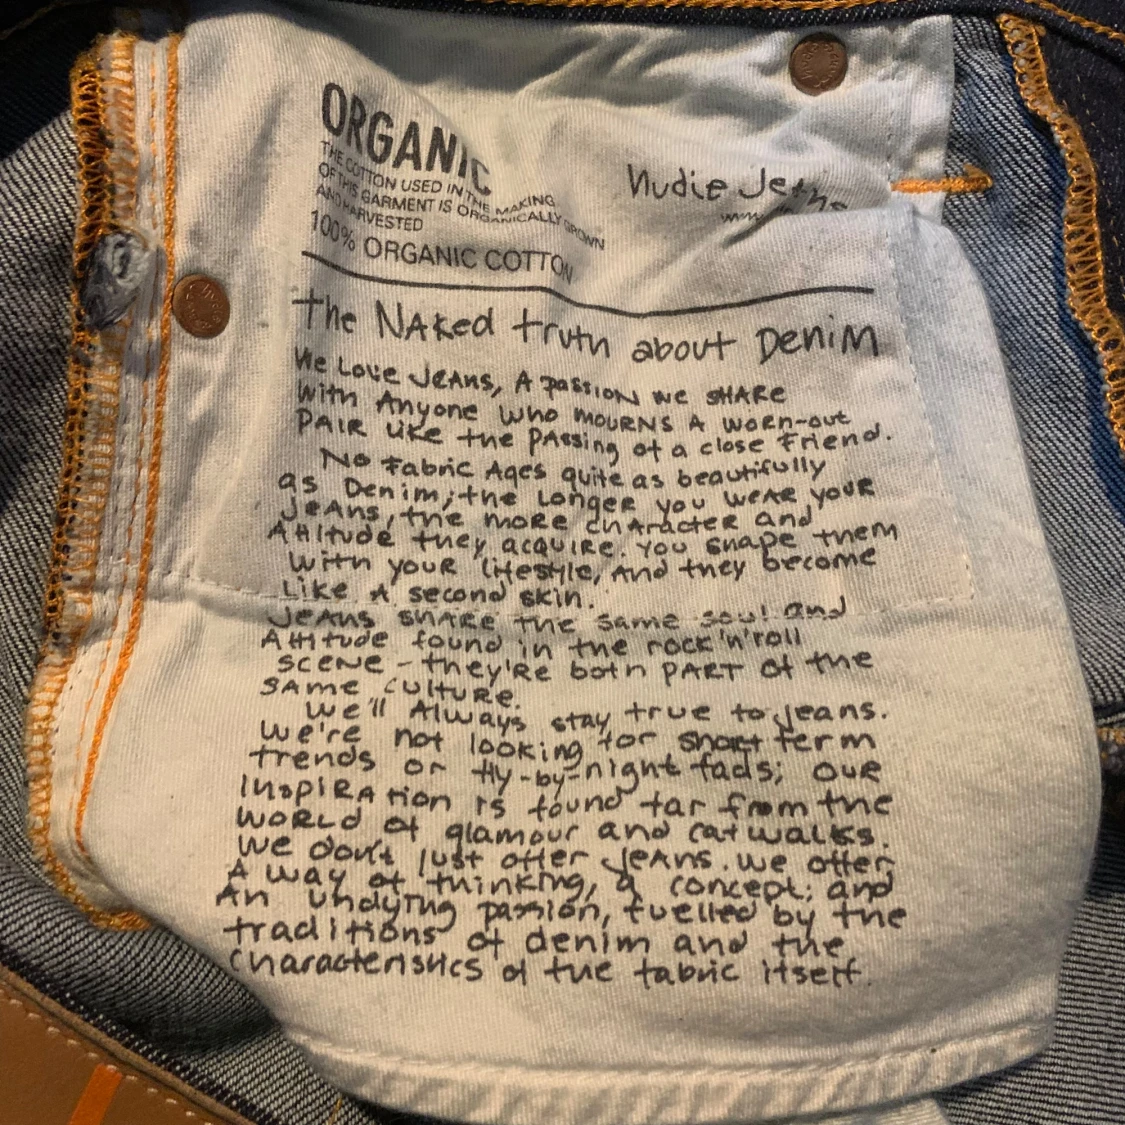 ORGANIC
THE COTTON USED IN THE MAKING
OF THIS GARMENT IS ORGANICALLY GROWN
AND HARVESTED
100% ORGANIC COTTON
Nudie Jeans
www
The Naked truth about Denim
We Love Jeans, A passion we SHARE
with Anyone who mourns A worn-out
PAIR like the passing of a close friend.
No Fabric Ages quite as beautifully
as Denim; the longer you wear your
Jeans, the more character and
Attitude they acquire. You shape them
with your lifestyle, And they become
like A second skin.
Jeans share the same soul and
Attitude found in the rock'n'roll
scene - they're both PART of the
same culture.
We'll Always stay true to jeans.
We're not looking for short term
trends or fly-by-night fads; our
Inspiration is found far from the
world of glamour and catwalks.
We don't just offer Jeans. We offer
A way of thinking, a concept; and
An undying passion, fuelled by the
traditions of denim and the
characteristics of the fabric itself.